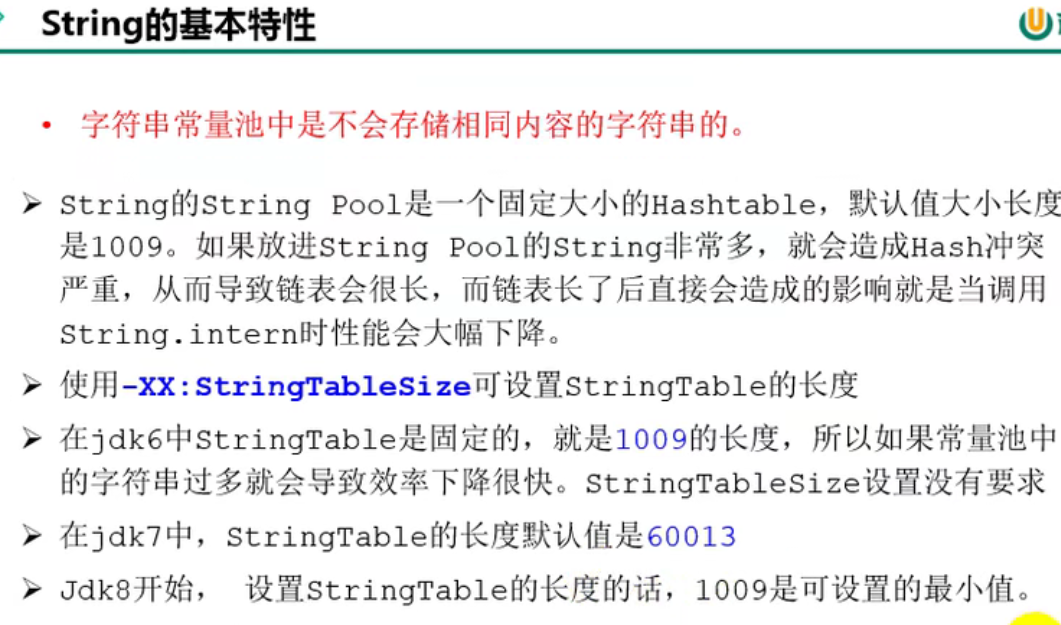 String的基本特性
• 字符串常量池中是不会存储相同内容的字符串的。
➢ String的String Pool是一个固定大小的Hashtable，默认值大小长度
是1009。如果放进String Pool的String非常多，就会造成Hash冲突
严重，从而导致链表会很长，而链表长了后直接会造成的影响就是当调用
String.intern时性能会大幅下降。
➢ 使用-XX:StringTableSize可设置StringTable的长度
➢ 在jdk6中StringTable是固定的，就是1009的长度，所以如果常量池中
的字符串过多就会导致效率下降很快。StringTableSize设置没有要求
➢ 在jdk7中，StringTable的长度默认值是60013
➢ Jdk8开始， 设置StringTable的长度的话，1009是可设置的最小值。